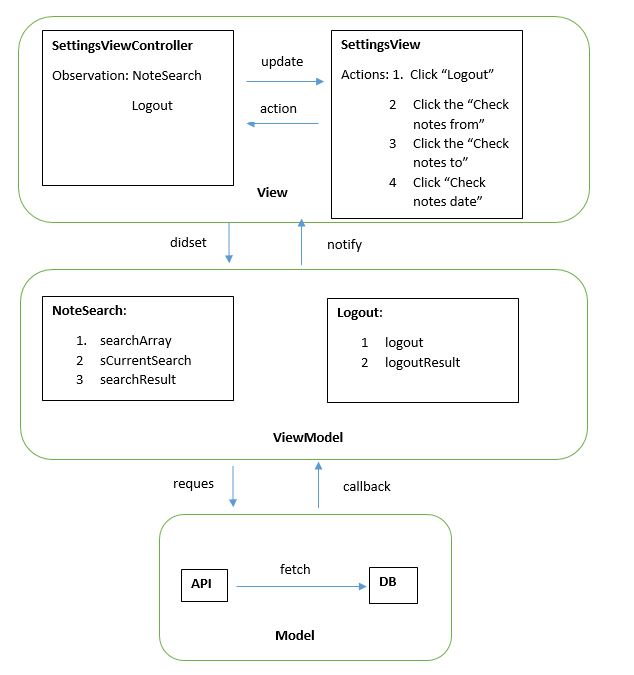 SettingsViewController
Observation: NoteSearch
Logout
update
action
SettingsView
Actions: 1. Click “Logout”
2 Click the “Check
notes from”
3 Click the “Check
notes to”
4 Click “Check
notes date”
View
didset
notify
NoteSearch:
1. searchArray
2 sCurrentSearch
3 searchResult
Logout:
1 logout
2 logoutResult
ViewModel
reques
callback
API
fetch
DB
Model